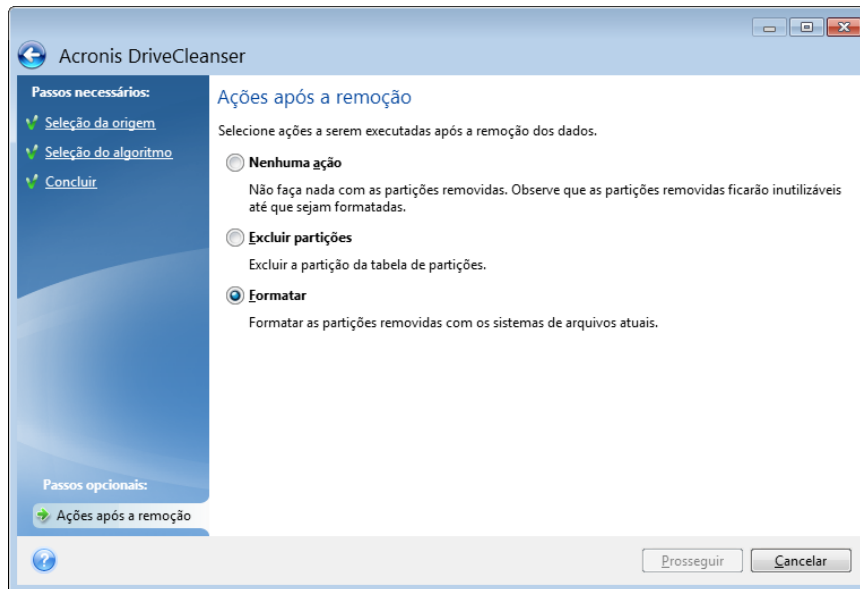 Acronis DriveCleanser
Passos necessários:
Seleção da origem
Seleção do algoritmo
Concluir
Passos opcionais:
Ações após a remoção
Ações após a remoção
Selecione ações a serem executadas após a remoção dos dados.
Nenhuma ação
Não faça nada com as partições removidas. Observe que as partições removidas ficarão inutilizáveis
até que sejam formatadas.
Excluir partições
Excluir a partição da tabela de partições.
Formatar
Formatar as partições removidas com os sistemas de arquivos atuais.
Prosseguir
Cancelar